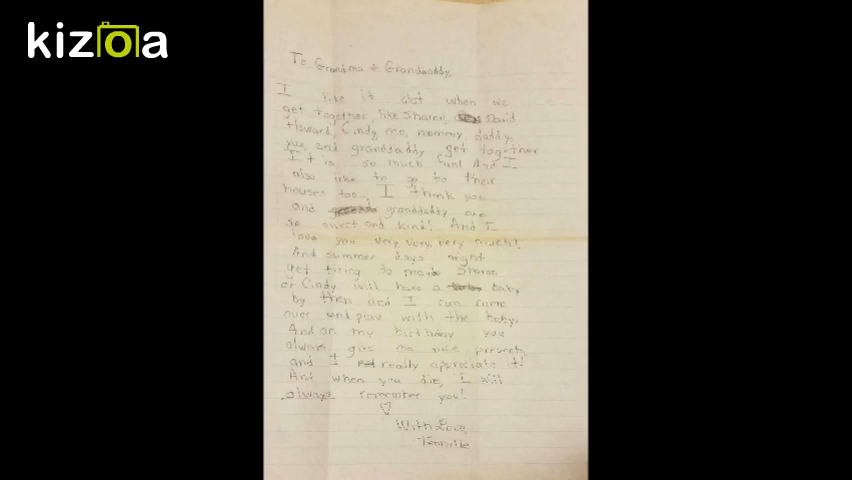 kizoa
To Grandma + Granddaddy
I like it alot when we
get together, like Sharon, David
Howard, Cindy, me, mommy, daddy,
you, and granddaddy get together
It is so much fun! And I
also like to go to their
houses too. I think you
and granddaddy are
so sweet and kind! And I
love you very, very, very much!
And summer days might
get tiring so Sharon
or Cindy will have a baby
by then and I can come
over and play with the baby.
And on my birthday you
always give me nice presents
and I really appreciate it!
And when you die, I will
always remember you!
With Love,